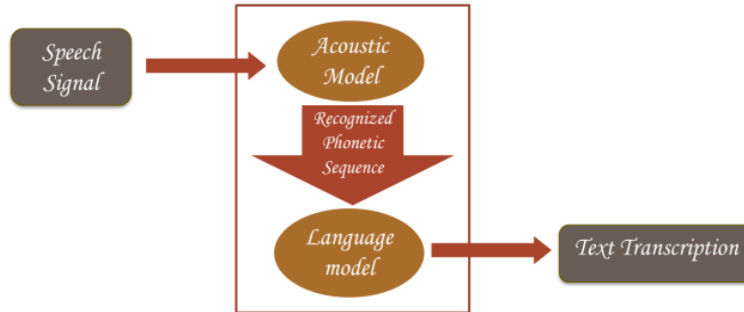 Speech
Signal
Acoustic
Model
Recognized
Phonetic
Sequence
Language
model
Text Transcription